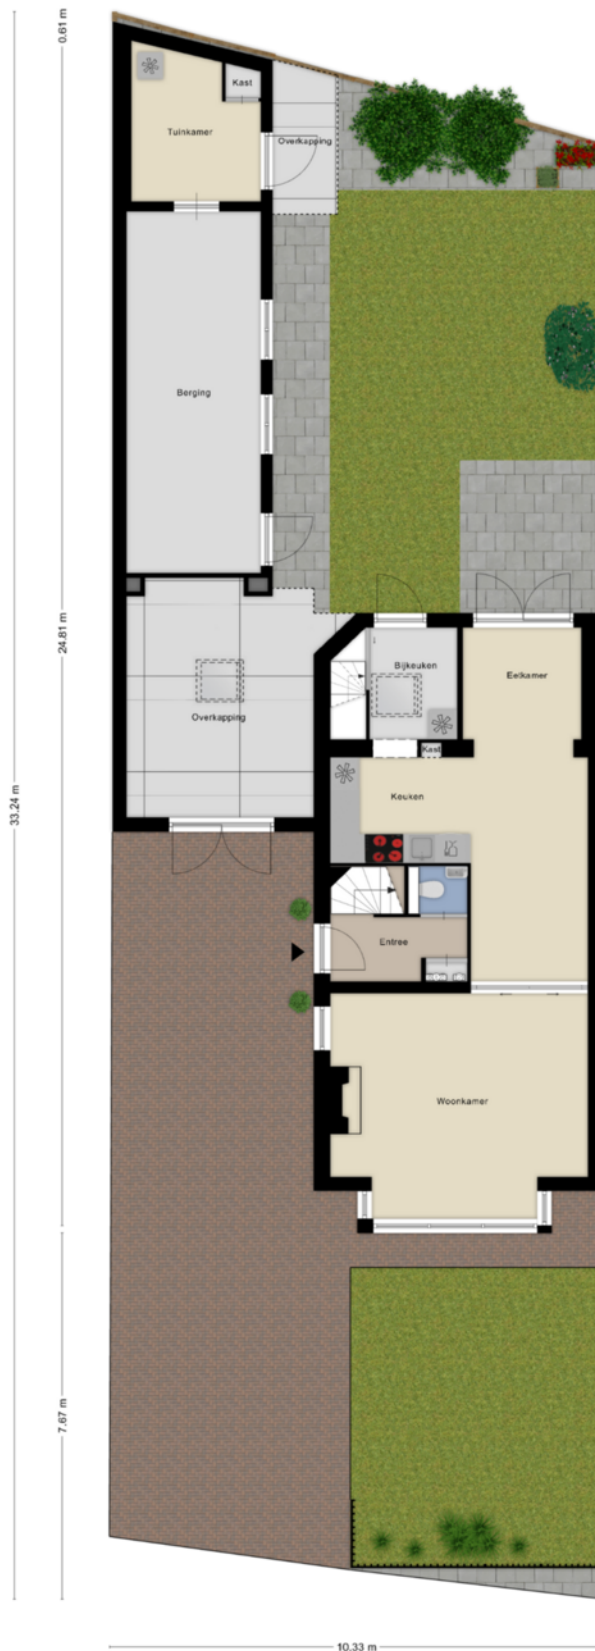 0.61 m
Kast
Tuinkamer
Overkapping
Berging
24.81 m
Bijkeuken
Eetkamer
Overkapping
Kast
Keuken
33.24 m
Entree
Woonkamer
7.67 m
10.33 m